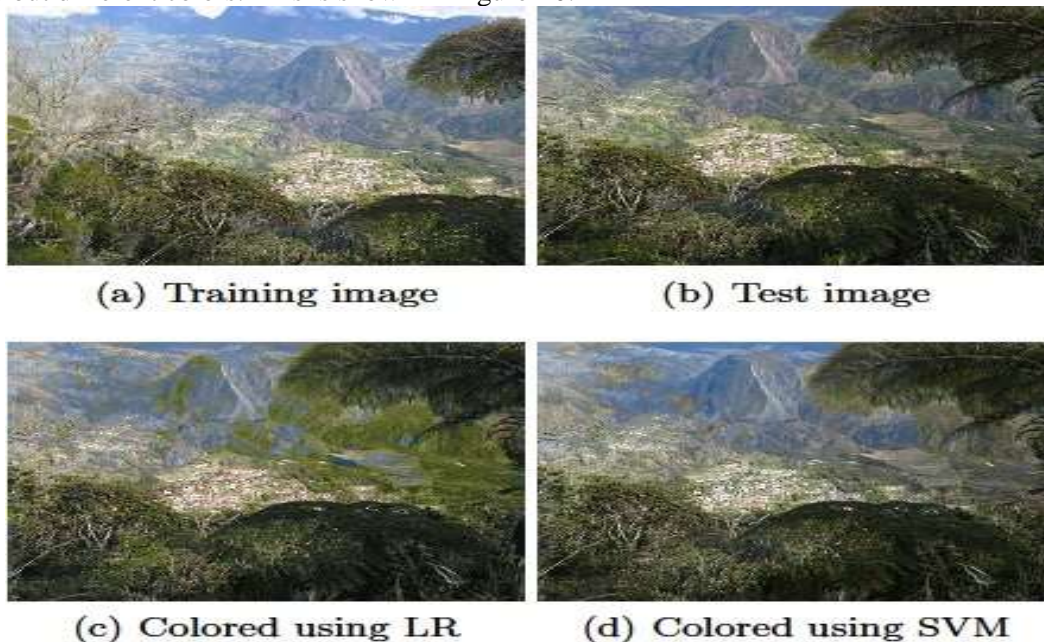 (a) Training image
(b) Test image
(c) Colored using LR
(d) Colored using SVM